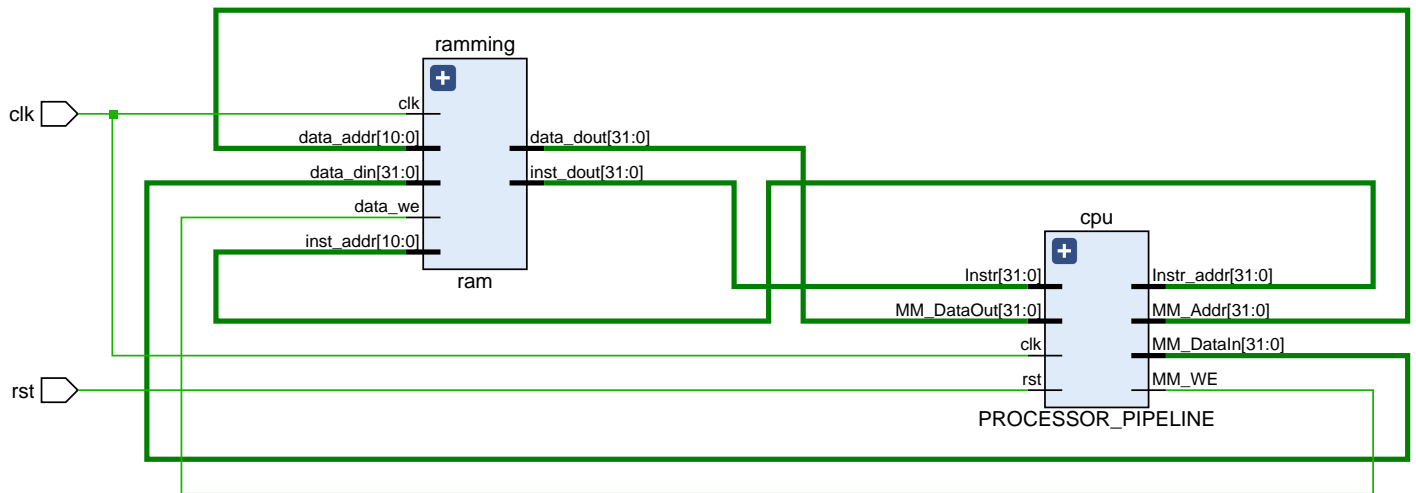 ramming
clk
clk
data_addr[10:0]
data_dout[31:0]
data_din[31:0]
inst_dout[31:0]
data_we
inst_addr[10:0]
ram
cpu
Instr[31:0]
Instr_addr[31:0]
MM_DataOut[31:0]
MM_Addr[31:0]
clk
MM_DataIn[31:0]
rst
rst
MM_WE
PROCESSOR_PIPELINE